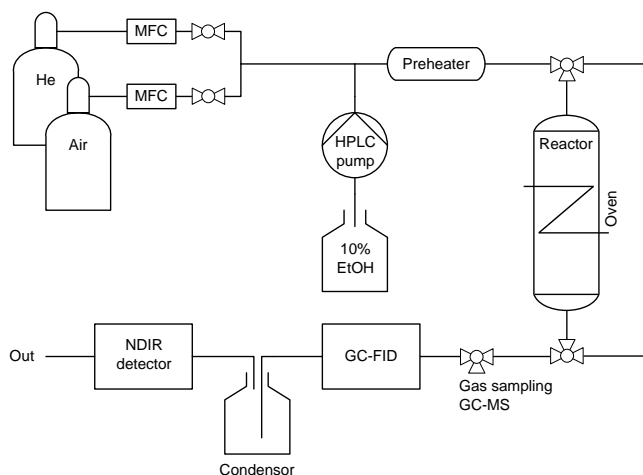 MFC
He
MFC
Air
Preheater
HPLC
pump
10%
EtOH
Reactor
Oven
Out
NDIR
detector
Condensor
GC-FID
Gas sampling
GC-MS